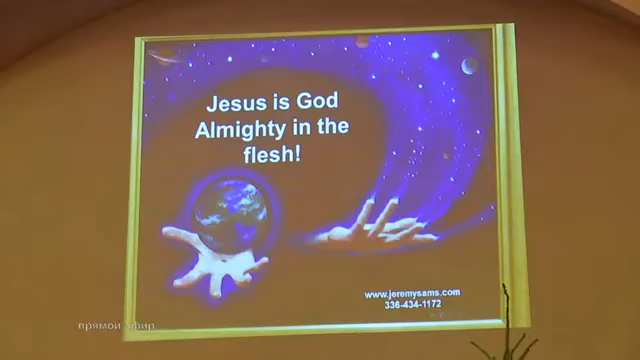 Jesus is God
Almighty in the
flesh!
www.jeremysams.com
336-434-1172
прямой эфир